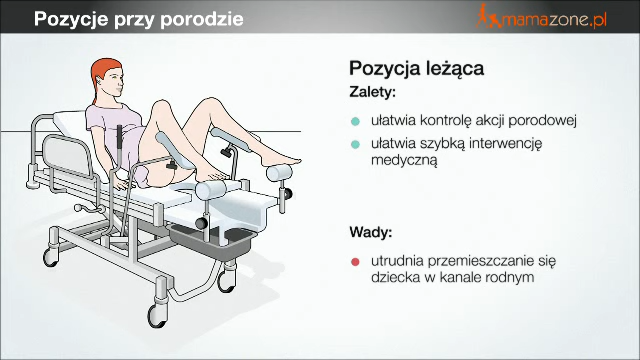 Pozycje przy porodzie
mamazone.pl
Pozycja leżąca
Zalety:
ułatwia kontrolę akcji porodowej
ułatwia szybką interwencję
medyczną
Wady:
utrudnia przemieszczanie się
dziecka w kanale rodnym